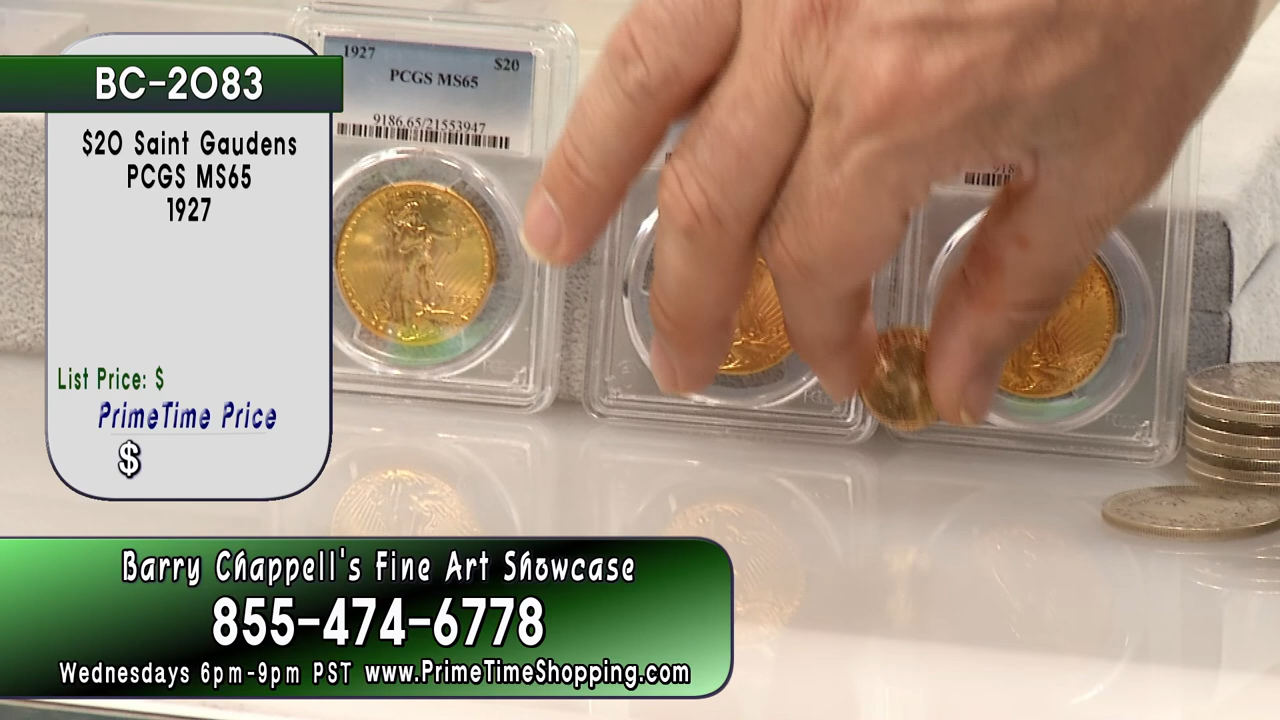 BC-2083
$20 Saint Gaudens
PCGS MS65
1927
List Price: $
PrimeTime Price
$
1927 $20
PCGS MS65
9186.65/21553947
918
Barry Chappell's Fine Art Showcase
855-474-6778
Wednesdays 6pm-9pm PST www.PrimeTimeShopping.com